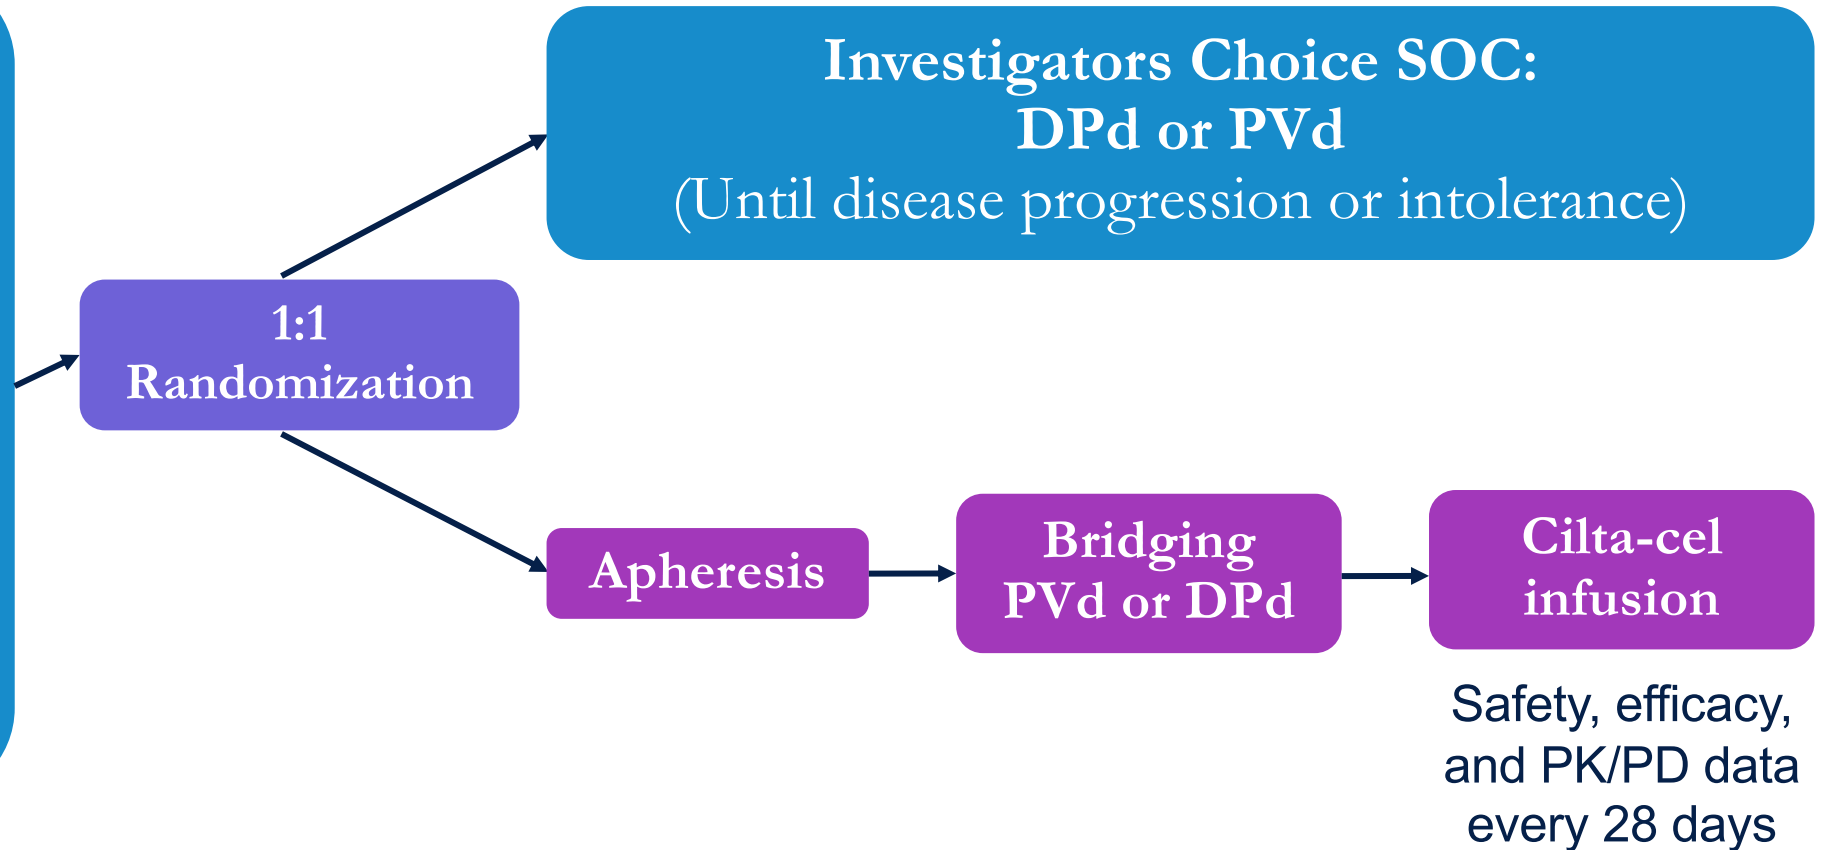 Investigators Choice SOC:
DPd or PVd
(Until disease progression or intolerance)
1:1
Randomization
Apheresis
Bridging
PVd or DPd
Cilta-cel
infusion
Safety, efficacy,
and PK/PD data
every 28 days